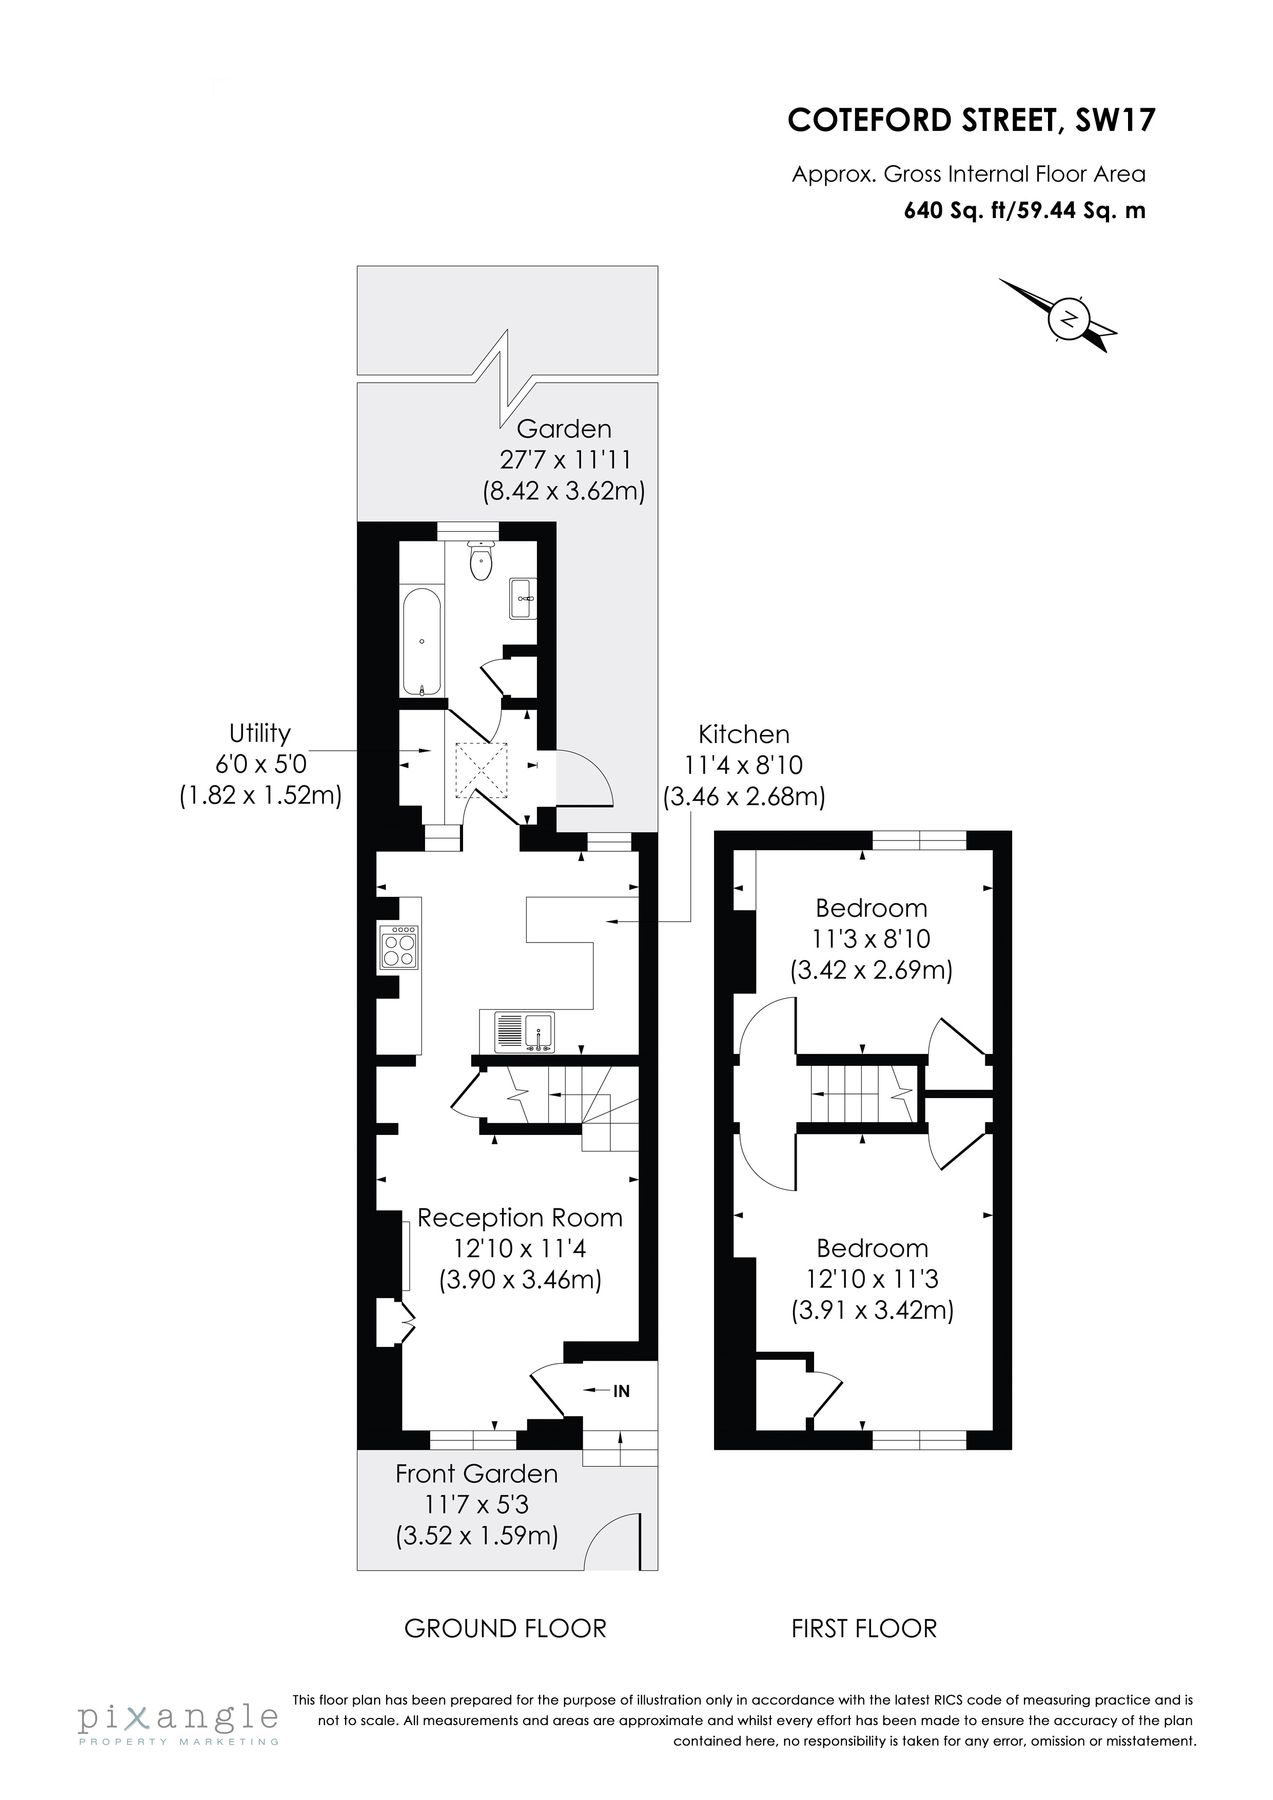 COTEFORD STREET, SW17
Approx. Gross Internal Floor Area
640 Sq. ft/59.44 Sq. m
N
Garden
27'7 x 11'11
(8.42 x 3.62m)
Utility
6'0 x 5'0
(1.82 x 1.52m)
Kitchen
11'4 x 8'10
(3.46 x 2.68m)
Bedroom
11'3 x 8'10
(3.42 x 2.69m)
Reception Room
12'10 x 11'4
(3.90 x 3.46m)
Bedroom
12'10 x 11'3
(3.91 x 3.42m)
IN
Front Garden
11'7 x 5'3
(3.52 x 1.59m)
GROUND FLOOR
FIRST FLOOR
pixangle
PROPERTY MARKETING
This floor plan has been prepared for the purpose of illustration only in accordance with the latest RICS code of measuring practice and is
not to scale. All measurements and areas are approximate and whilst every effort has been made to ensure the accuracy of the plan
contained here, no responsibility is taken for any error, omission or misstatement.